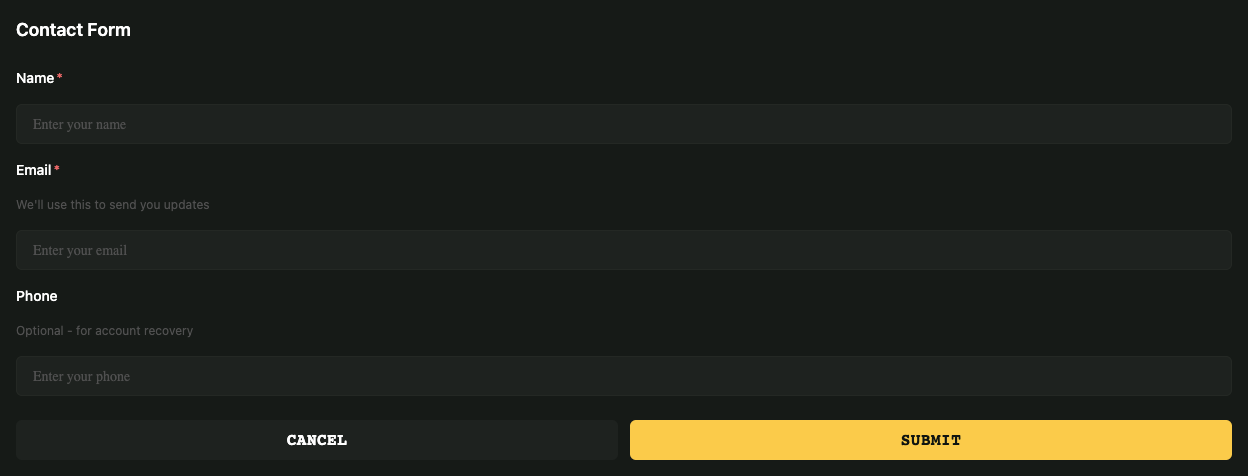 Contact Form
Name*
Enter your name
Email*
We'll use this to send you updates
Enter your email
Phone
Optional - for account recovery
Enter your phone
CANCEL
SUBMIT